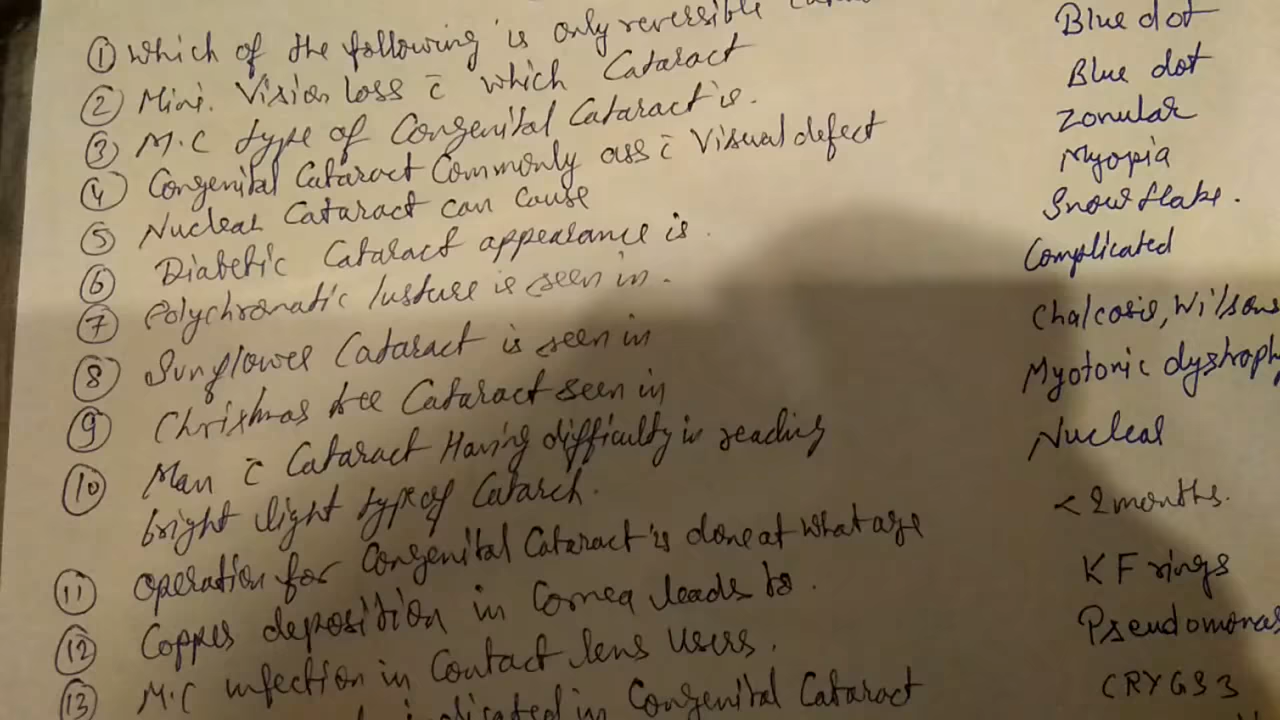 ① Which of the following is only reversible
② Mini. Vision loss c̄ which Cataract
Blue dot
③ M.C type of Congenital Cataract is.
Blue dot
④ Congenital Cataract Commonly ass c̄ Visual defect
Zonular
⑤ Nuclear Cataract can cause
Myopia
⑥ Diabetic Cataract appearance is.
Snow flake.
⑦ Polychromatic lusture is seen in.
Complicated
⑧ Sunflower Cataract is seen in
Chalcosis, Wilsons
⑨ Christmas tree Cataract seen in
Myotonic dystroph
⑩ Man c̄ Cataract Having difficulty in reading
Nuclear
bright light type of Catarch.
⑪ Operation for Congenital Cataract is done at what age
< 2 months.
⑫ Copper deposition in Cornea leads to.
KF rings
⑬ M.C infection in Contact lens users.
Pseudomonas
indicated in Congenital Cataract
CRYGS3